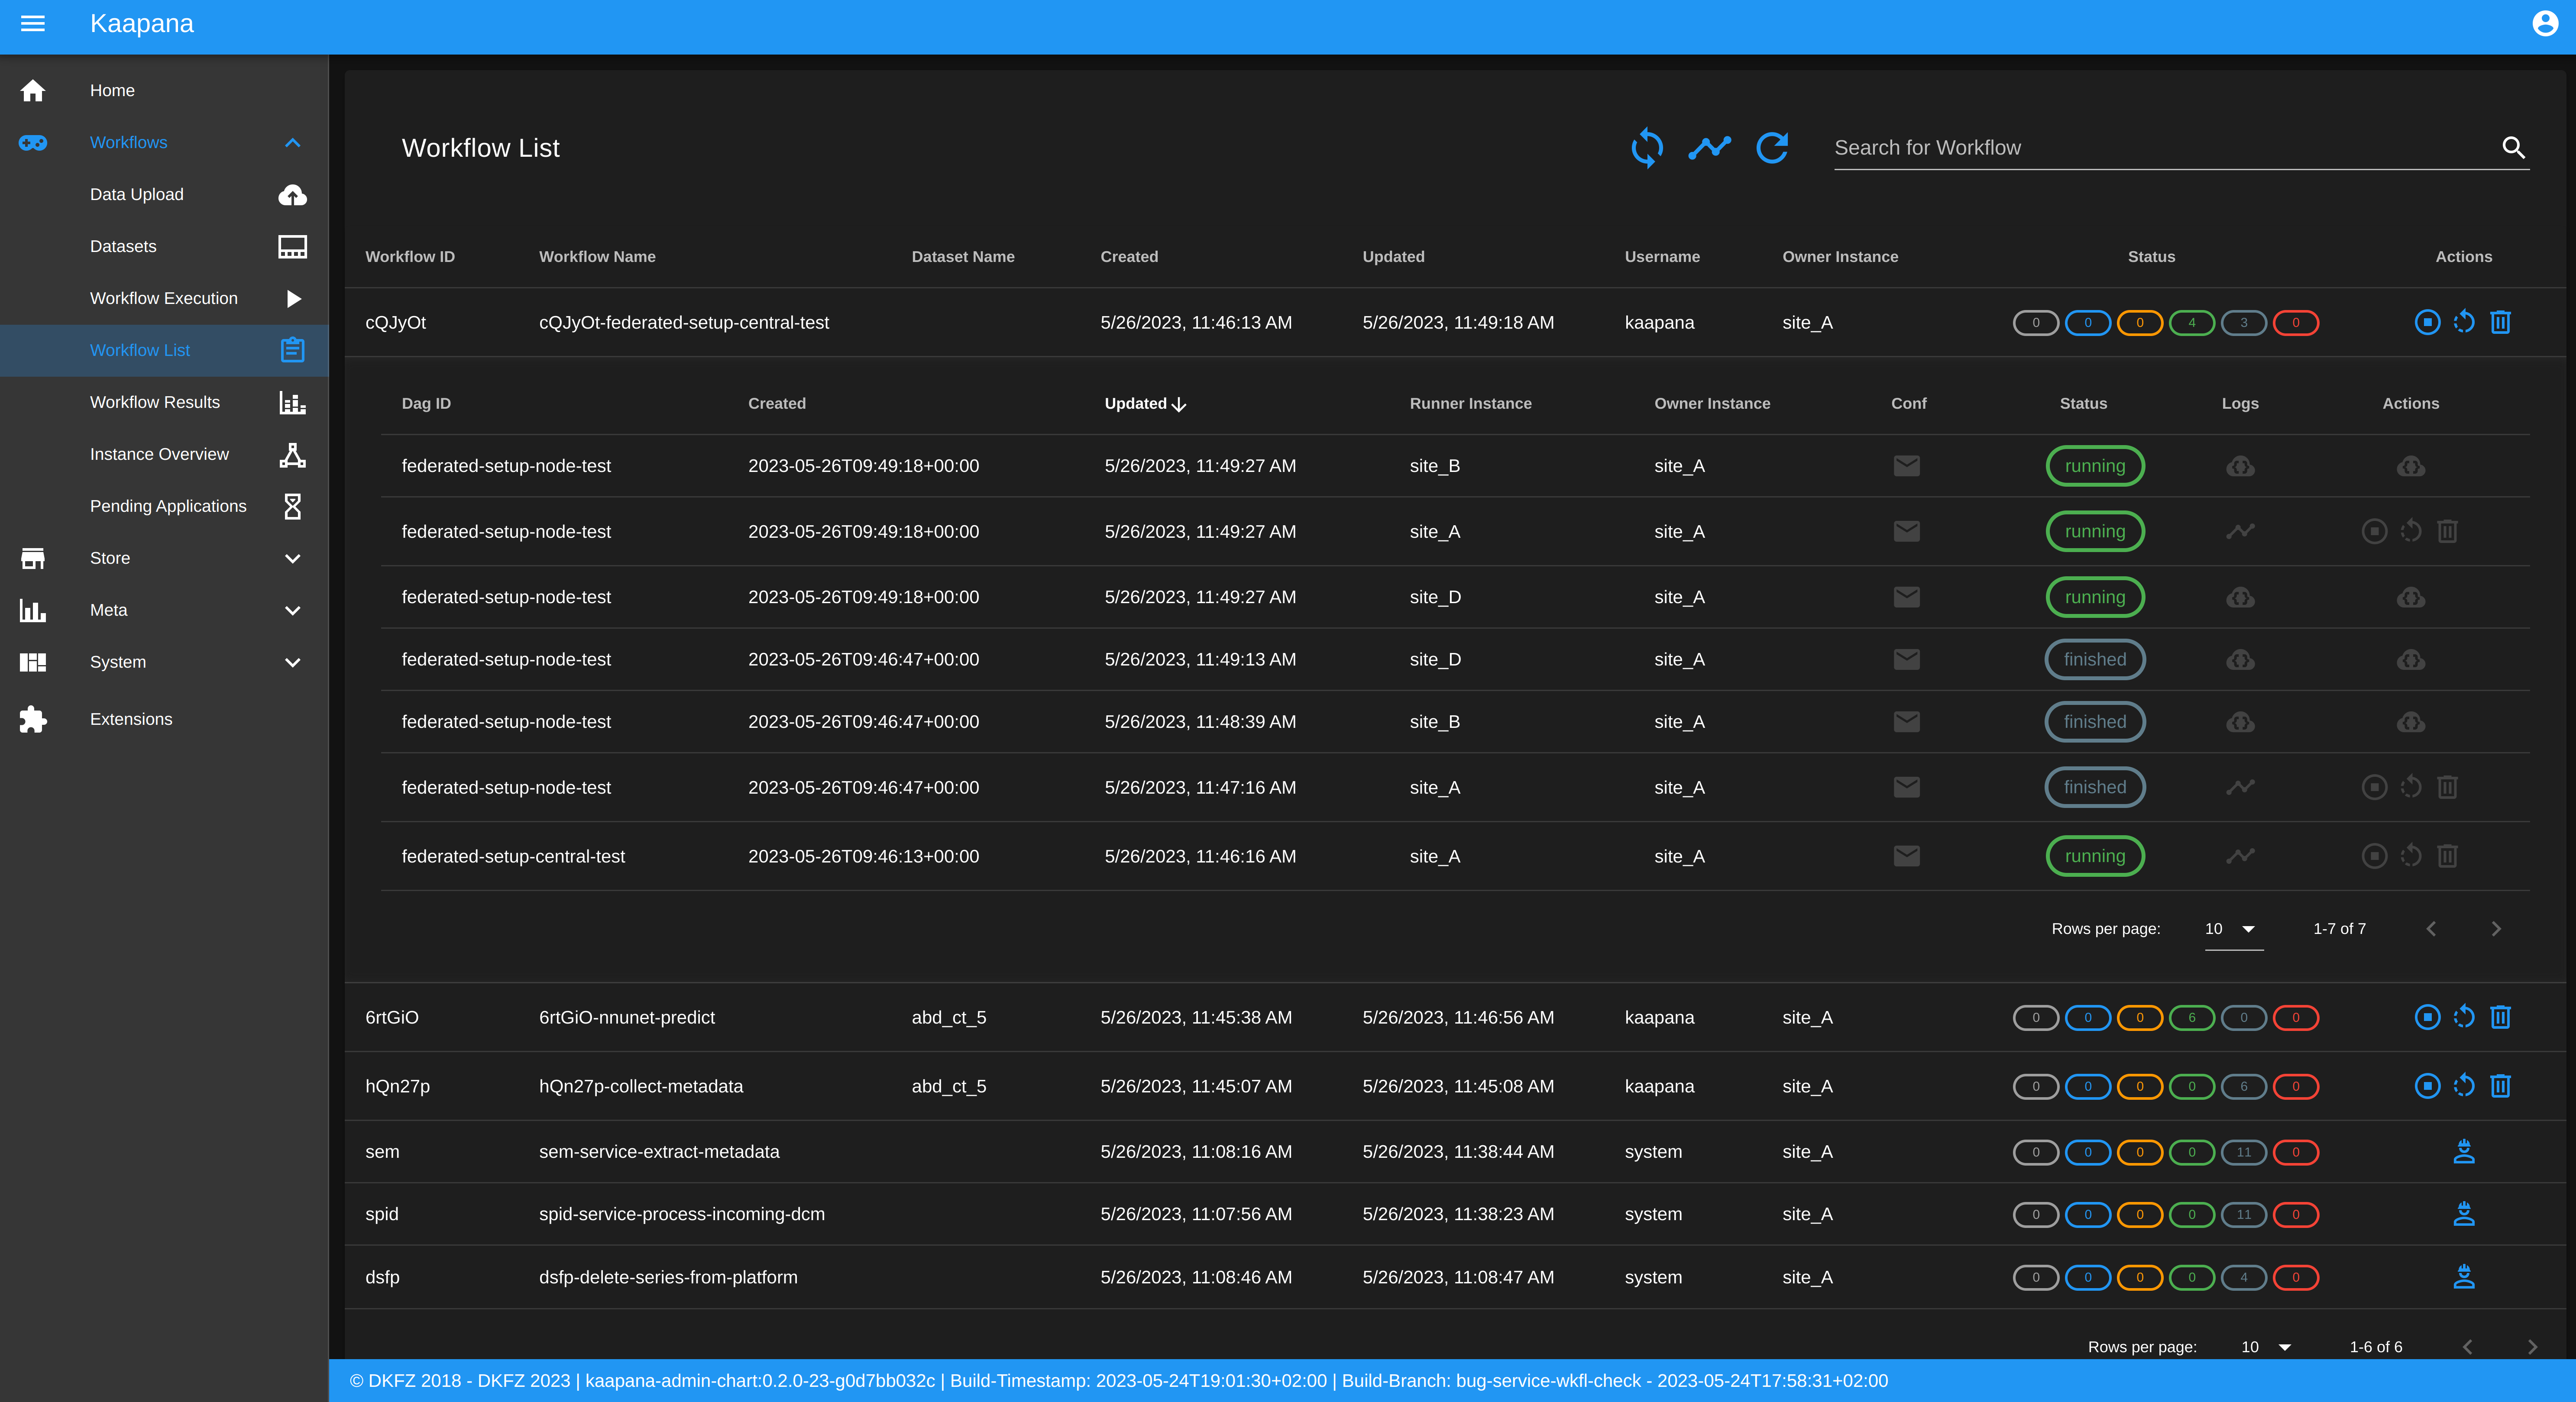 Kaapana
Home
Workflows
Data Upload
Datasets
Workflow Execution
Workflow List
Workflow Results
Instance Overview
Pending Applications
Store
Meta
System
Extensions
Workflow List
Search for Workflow
Workflow ID Workflow Name Dataset Name Created Updated Username Owner Instance Status Actions
cQJyOt cQJyOt-federated-setup-central-test 5/26/2023, 11:46:13 AM 5/26/2023, 11:49:18 AM kaapana site_A 0 0 0 4 3 0
Dag ID Created Updated Runner Instance Owner Instance Conf Status Logs Actions
federated-setup-node-test 2023-05-26T09:49:18+00:00 5/26/2023, 11:49:27 AM site_B site_A running
federated-setup-node-test 2023-05-26T09:49:18+00:00 5/26/2023, 11:49:27 AM site_A site_A running
federated-setup-node-test 2023-05-26T09:49:18+00:00 5/26/2023, 11:49:27 AM site_D site_A running
federated-setup-node-test 2023-05-26T09:46:47+00:00 5/26/2023, 11:49:13 AM site_D site_A finished
federated-setup-node-test 2023-05-26T09:46:47+00:00 5/26/2023, 11:48:39 AM site_B site_A finished
federated-setup-node-test 2023-05-26T09:46:47+00:00 5/26/2023, 11:47:16 AM site_A site_A finished
federated-setup-central-test 2023-05-26T09:46:13+00:00 5/26/2023, 11:46:16 AM site_A site_A running
Rows per page: 10 1-7 of 7
6rtGiO 6rtGiO-nnunet-predict abd_ct_5 5/26/2023, 11:45:38 AM 5/26/2023, 11:46:56 AM kaapana site_A 0 0 0 6 0 0
hQn27p hQn27p-collect-metadata abd_ct_5 5/26/2023, 11:45:07 AM 5/26/2023, 11:45:08 AM kaapana site_A 0 0 0 0 6 0
sem sem-service-extract-metadata 5/26/2023, 11:08:16 AM 5/26/2023, 11:38:44 AM system site_A 0 0 0 0 11 0
spid spid-service-process-incoming-dcm 5/26/2023, 11:07:56 AM 5/26/2023, 11:38:23 AM system site_A 0 0 0 0 11 0
dsfp dsfp-delete-series-from-platform 5/26/2023, 11:08:46 AM 5/26/2023, 11:08:47 AM system site_A 0 0 0 0 4 0
Rows per page: 10 1-6 of 6
© DKFZ 2018 - DKFZ 2023 | kaapana-admin-chart:0.2.0-23-g0d7bb032c | Build-Timestamp: 2023-05-24T19:01:30+02:00 | Build-Branch: bug-service-wkfl-check - 2023-05-24T17:58:31+02:00